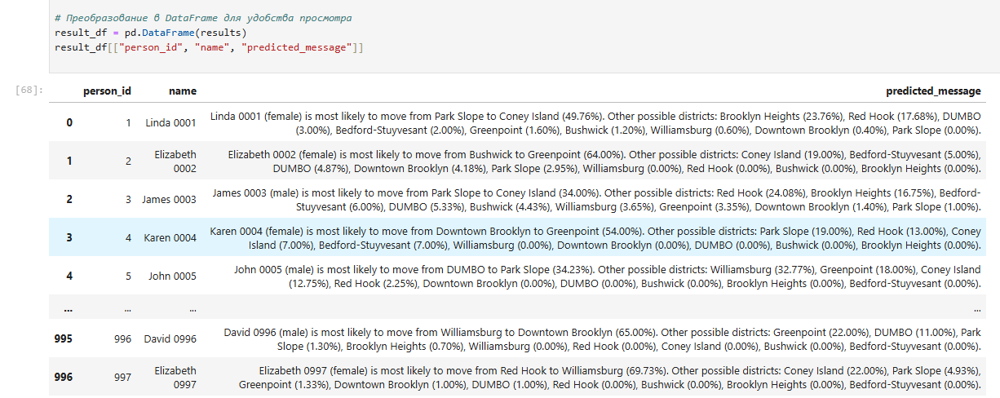 # Преобразование в DataFrame для удобства просмотра
result_df = pd.DataFrame(results)
result_df[["person_id", "name", "predicted_message"]]
[68]:
person_id name predicted_message
0 1 Linda 0001 Linda 0001 (female) is most likely to move from Park Slope to Coney Island (49.76%). Other possible districts: Brooklyn Heights (23.76%), Red Hook (17.68%), DUMBO
(3.00%), Bedford-Stuyvesant (2.00%), Greenpoint (1.60%), Bushwick (1.20%), Williamsburg (0.60%), Downtown Brooklyn (0.40%), Park Slope (0.00%).
1 2 Elizabeth 0002 Elizabeth 0002 (female) is most likely to move from Bushwick to Greenpoint (64.00%). Other possible districts: Coney Island (19.00%), Bedford-Stuyvesant (5.00%),
DUMBO (4.87%), Downtown Brooklyn (4.18%), Park Slope (2.95%), Williamsburg (0.00%), Red Hook (0.00%), Bushwick (0.00%), Brooklyn Heights (0.00%).
2 3 James 0003 James 0003 (male) is most likely to move from Park Slope to Coney Island (34.00%). Other possible districts: Red Hook (24.08%), Brooklyn Heights (16.75%), Bedford-
Stuyvesant (6.00%), DUMBO (5.33%), Bushwick (4.43%), Williamsburg (3.65%), Greenpoint (3.35%), Downtown Brooklyn (1.40%), Park Slope (1.00%).
3 4 Karen 0004 Karen 0004 (female) is most likely to move from Downtown Brooklyn to Greenpoint (54.00%). Other possible districts: Park Slope (19.00%), Red Hook (13.00%), Coney
Island (7.00%), Bedford-Stuyvesant (7.00%), Williamsburg (0.00%), Downtown Brooklyn (0.00%), DUMBO (0.00%), Bushwick (0.00%), Brooklyn Heights (0.00%).
4 5 John 0005 John 0005 (male) is most likely to move from DUMBO to Park Slope (34.23%). Other possible districts: Williamsburg (32.77%), Greenpoint (18.00%), Coney Island
(12.75%), Red Hook (2.25%), Downtown Brooklyn (0.00%), DUMBO (0.00%), Bushwick (0.00%), Brooklyn Heights (0.00%), Bedford-Stuyvesant (0.00%).
... ... ... ...
995 996 David 0996 David 0996 (male) is most likely to move from Williamsburg to Downtown Brooklyn (65.00%). Other possible districts: Greenpoint (22.00%), DUMBO (11.00%), Park
Slope (1.30%), Brooklyn Heights (0.70%), Williamsburg (0.00%), Red Hook (0.00%), Coney Island (0.00%), Bushwick (0.00%), Bedford-Stuyvesant (0.00%).
996 997 Elizabeth 0997 Elizabeth 0997 (female) is most likely to move from Red Hook to Williamsburg (69.73%). Other possible districts: Coney Island (22.00%), Park Slope (4.93%),
Greenpoint (1.33%), Downtown Brooklyn (1.00%), DUMBO (1.00%), Red Hook (0.00%), Bushwick (0.00%), Brooklyn Heights (0.00%), Bedford-Stuyvesant (0.00%).